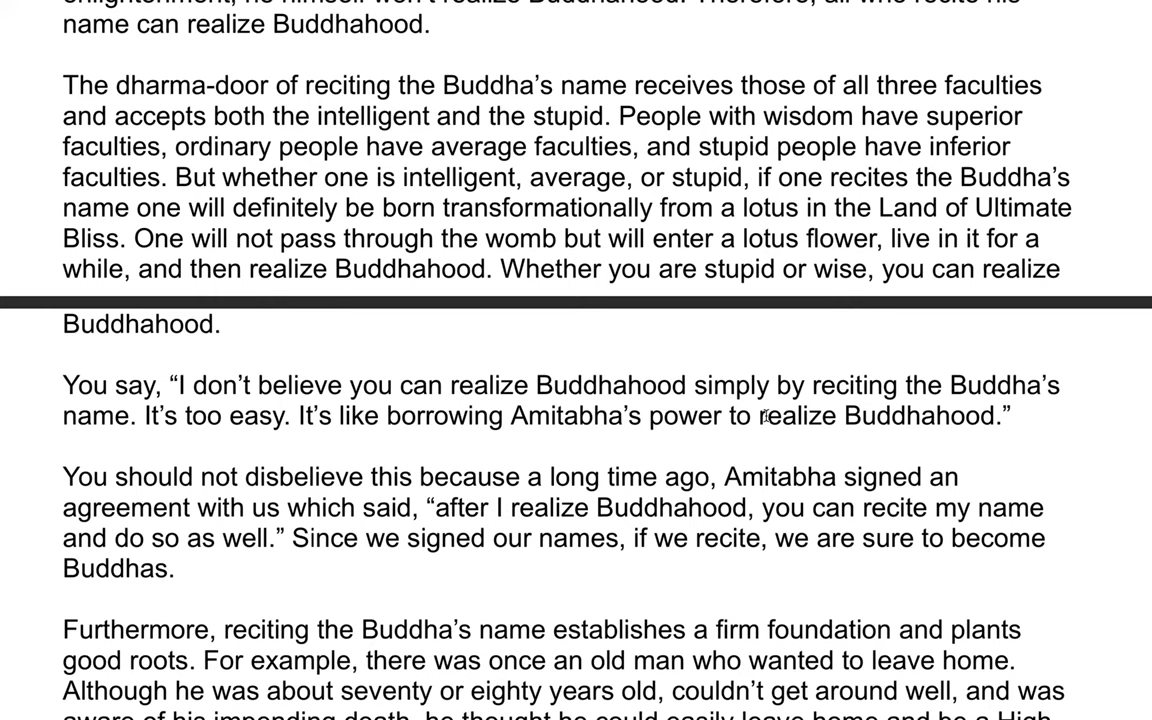 name can realize Buddhahood.
The dharma-door of reciting the Buddha’s name receives those of all three faculties
and accepts both the intelligent and the stupid. People with wisdom have superior
faculties, ordinary people have average faculties, and stupid people have inferior
faculties. But whether one is intelligent, average, or stupid, if one recites the Buddha’s
name one will definitely be born transformationally from a lotus in the Land of Ultimate
Bliss. One will not pass through the womb but will enter a lotus flower, live in it for a
while, and then realize Buddhahood. Whether you are stupid or wise, you can realize
Buddhahood.
You say, “I don’t believe you can realize Buddhahood simply by reciting the Buddha’s
name. It’s too easy. It’s like borrowing Amitabha’s power to realize Buddhahood.”
You should not disbelieve this because a long time ago, Amitabha signed an
agreement with us which said, “after I realize Buddhahood, you can recite my name
and do so as well.” Since we signed our names, if we recite, we are sure to become
Buddhas.
Furthermore, reciting the Buddha’s name establishes a firm foundation and plants
good roots. For example, there was once an old man who wanted to leave home.
Although he was about seventy or eighty years old, couldn’t get around well, and was